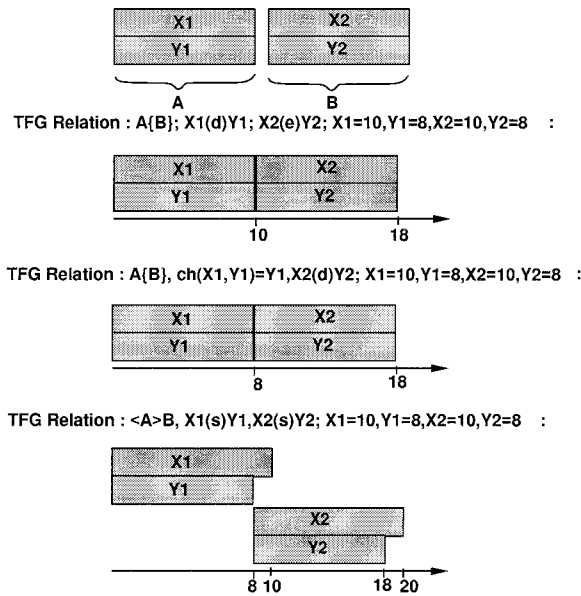 X1 X2
Y1 Y2
A B
TFG Relation : A{B}; X1(d)Y1; X2(e)Y2; X1=10,Y1=8,X2=10,Y2=8 :
X1 X2
Y1 Y2
10 18
TFG Relation : A{B}, ch(X1,Y1)=Y1,X2(d)Y2; X1=10,Y1=8,X2=10,Y2=8 :
X1 X2
Y1 Y2
8 18
TFG Relation : <A>B, X1(s)Y1,X2(s)Y2; X1=10,Y1=8,X2=10,Y2=8 :
X1
Y1
X2
Y2
8 10 18 20